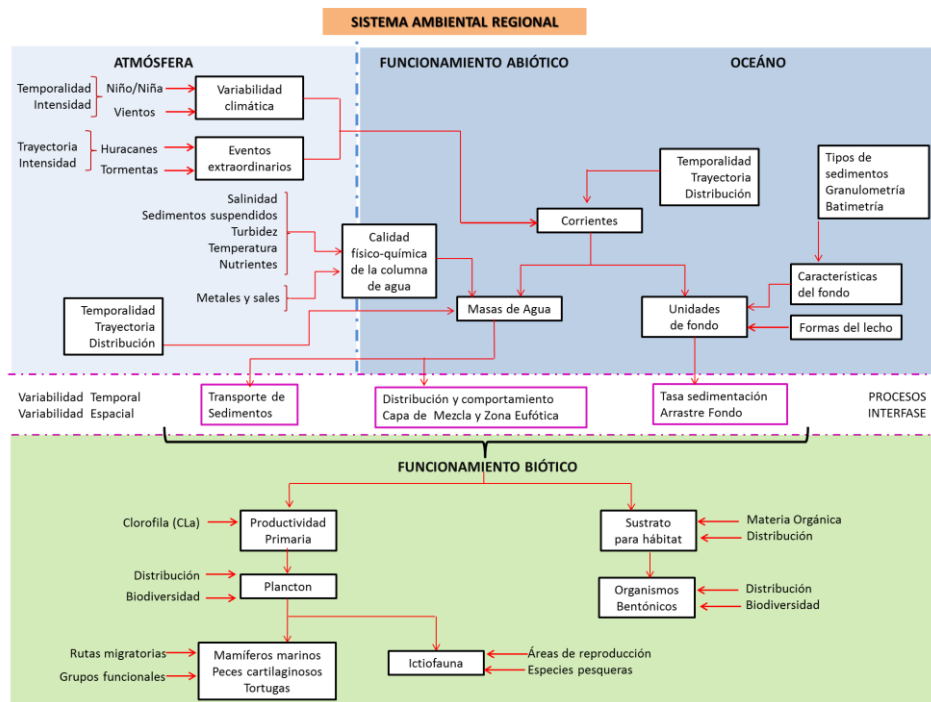 SISTEMA AMBIENTAL REGIONAL
ATMÓSFERA
FUNCIONAMIENTO ABIÓTICO
OCEÁNO
Temporalidad
Intensidad
Niño/Niña
Vientos
Variabilidad
climática
Trayectoria
Intensidad
Huracanes
Tormentas
Eventos
extraordinarios
Temporalidad
Trayectoria
Distribución
Tipos de
sedimentos
Granulometría
Batimetría
Salinidad
Sedimentos suspendidos
Turbidez
Temperatura
Nutrientes
Metales y sales
Calidad
físico-química
de la columna
de agua
Corrientes
Características
del fondo
Temporalidad
Trayectoria
Distribución
Masas de Agua
Unidades
de fondo
Formas del lecho
Variabilidad Temporal
Variabilidad Espacial
Transporte de
Sedimentos
Distribución y comportamiento
Capa de Mezcla y Zona Eufótica
Tasa sedimentación
Arrastre Fondo
PROCESOS
INTERFASE
FUNCIONAMIENTO BIÓTICO
Clorofila (CLa)
Productividad
Primaria
Sustrato
para hábitat
Materia Orgánica
Distribución
Distribución
Biodiversidad
Plancton
Organismos
Bentónicos
Distribución
Biodiversidad
Rutas migratorias
Grupos funcionales
Mamíferos marinos
Peces cartilaginosos
Tortugas
Ictiofauna
Áreas de reproducción
Especies pesqueras